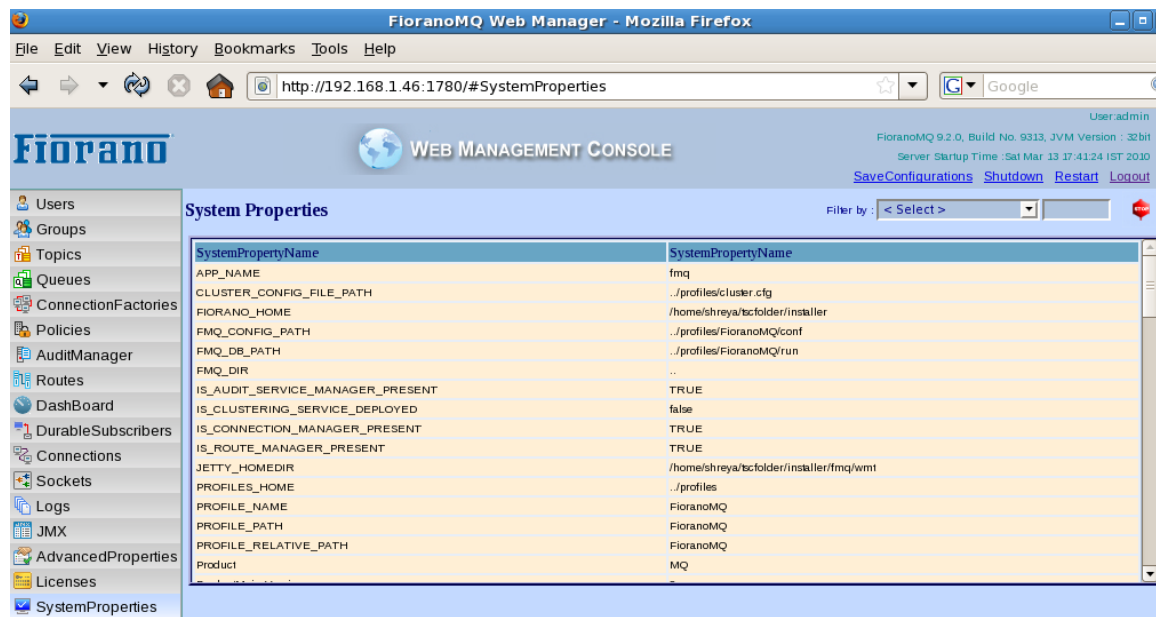 FioranoMQ Web Manager - Mozilla Firefox
File Edit View History Bookmarks Tools Help
http://192.168.1.46:1780/#SystemProperties
G Google
User:admin
FioranoMQ 9.2.0, Build No. 9313, JVM Version : 32bit
Server Startup Time :Sat Mar 13 17:41:24 IST 2010
Fiorano
WEB MANAGEMENT CONSOLE
SaveConfigurations Shutdown Restart Logout
Users
Groups
Topics
Queues
ConnectionFactories
Policies
AuditManager
Routes
DashBoard
DurableSubscribers
Connections
Sockets
Logs
JMX
AdvancedProperties
Licenses
SystemProperties
System Properties
Filter by : < Select >
STOP
SystemPropertyName SystemPropertyName
APP_NAME fmq
CLUSTER_CONFIG_FILE_PATH ../profiles/cluster.cfg
FIORANO_HOME /home/shreya/tscfolder/installer
FMQ_CONFIG_PATH ../profiles/FioranoMQ/conf
FMQ_DB_PATH ../profiles/FioranoMQ/run
FMQ_DIR ..
IS_AUDIT_SERVICE_MANAGER_PRESENT TRUE
IS_CLUSTERING_SERVICE_DEPLOYED false
IS_CONNECTION_MANAGER_PRESENT TRUE
IS_ROUTE_MANAGER_PRESENT TRUE
JETTY_HOMEDIR /home/shreya/tscfolder/installer/fmq/wmt
PROFILES_HOME ../profiles
PROFILE_NAME FioranoMQ
PROFILE_PATH FioranoMQ
PROFILE_RELATIVE_PATH FioranoMQ
Product MQ